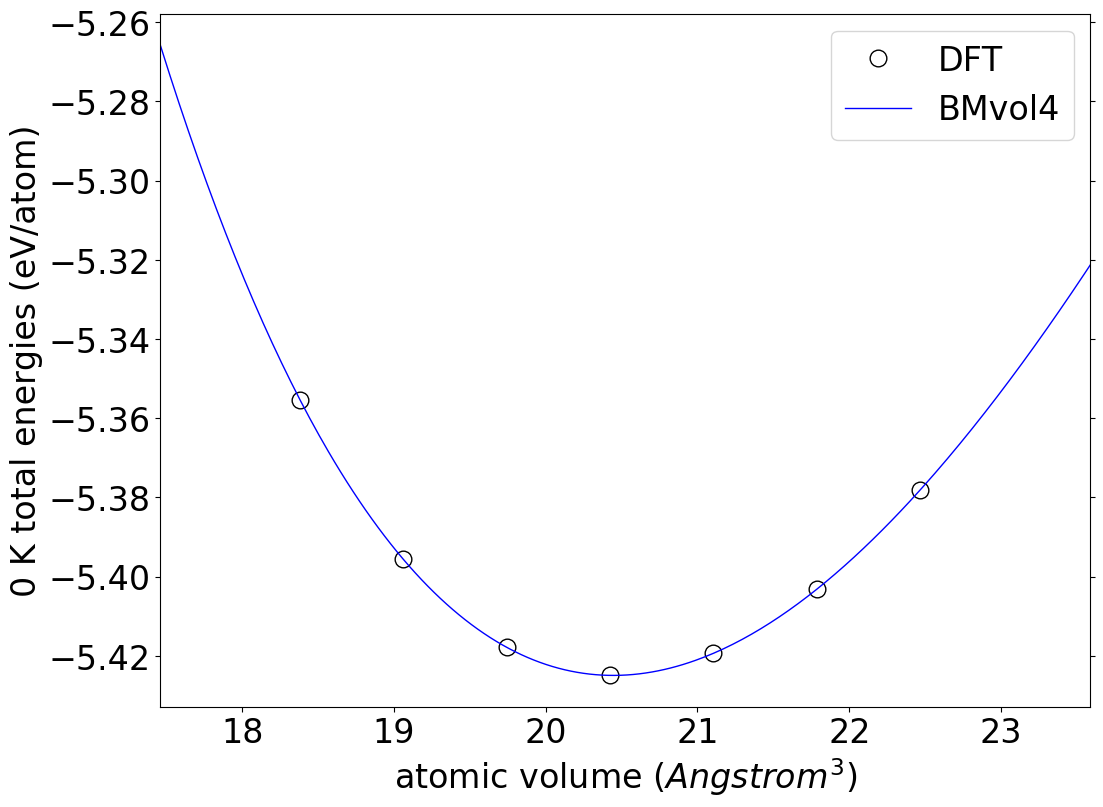 0 K total energies (eV/atom)
−5.26
−5.28
−5.30
−5.32
−5.34
−5.36
−5.38
−5.40
−5.42
DFT
BMvol4
18 19 20 21 22 23
atomic volume (Angstrom³)